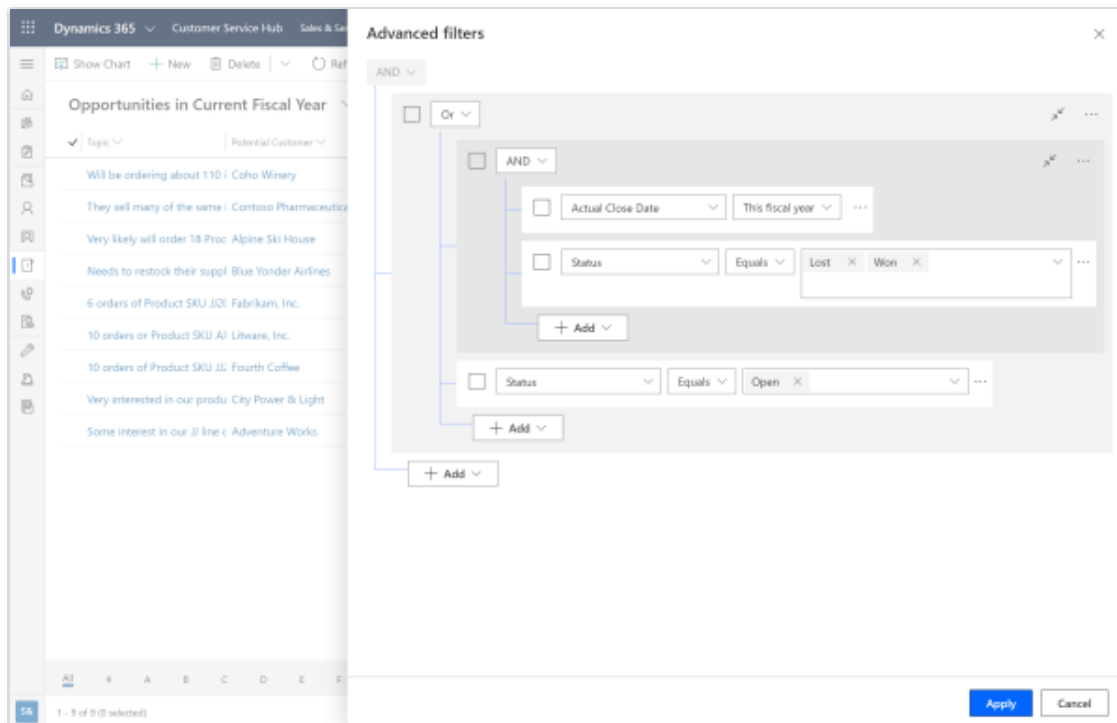 Dynamics 365 Customer Service Hub Sales & Se
Advanced filters
Show Chart New Delete Ref
AND
Opportunities in Current Fiscal Year
Or
Topic Potential Customer
AND
Will be ordering about 110 i Coho Winery
They sell many of the same i Contoso Pharmaceutica
Actual Close Date This fiscal year
Very likely will order 18 Proc Alpine Ski House
Needs to restock their suppl Blue Yonder Airlines
Status Equals Lost Won
6 orders of Product SKU Fabrikam, Inc.
10 orders or Product SKU Litware, Inc.
+ Add
10 orders of Product SKU Fourth Coffee
Status Equals Open
Very interested in our produ City Power & Light
Some interest in our JJ line c Adventure Works
+ Add
+ Add
All # A B C D E F
Apply Cancel
1 - 9 of 9 (0 selected)